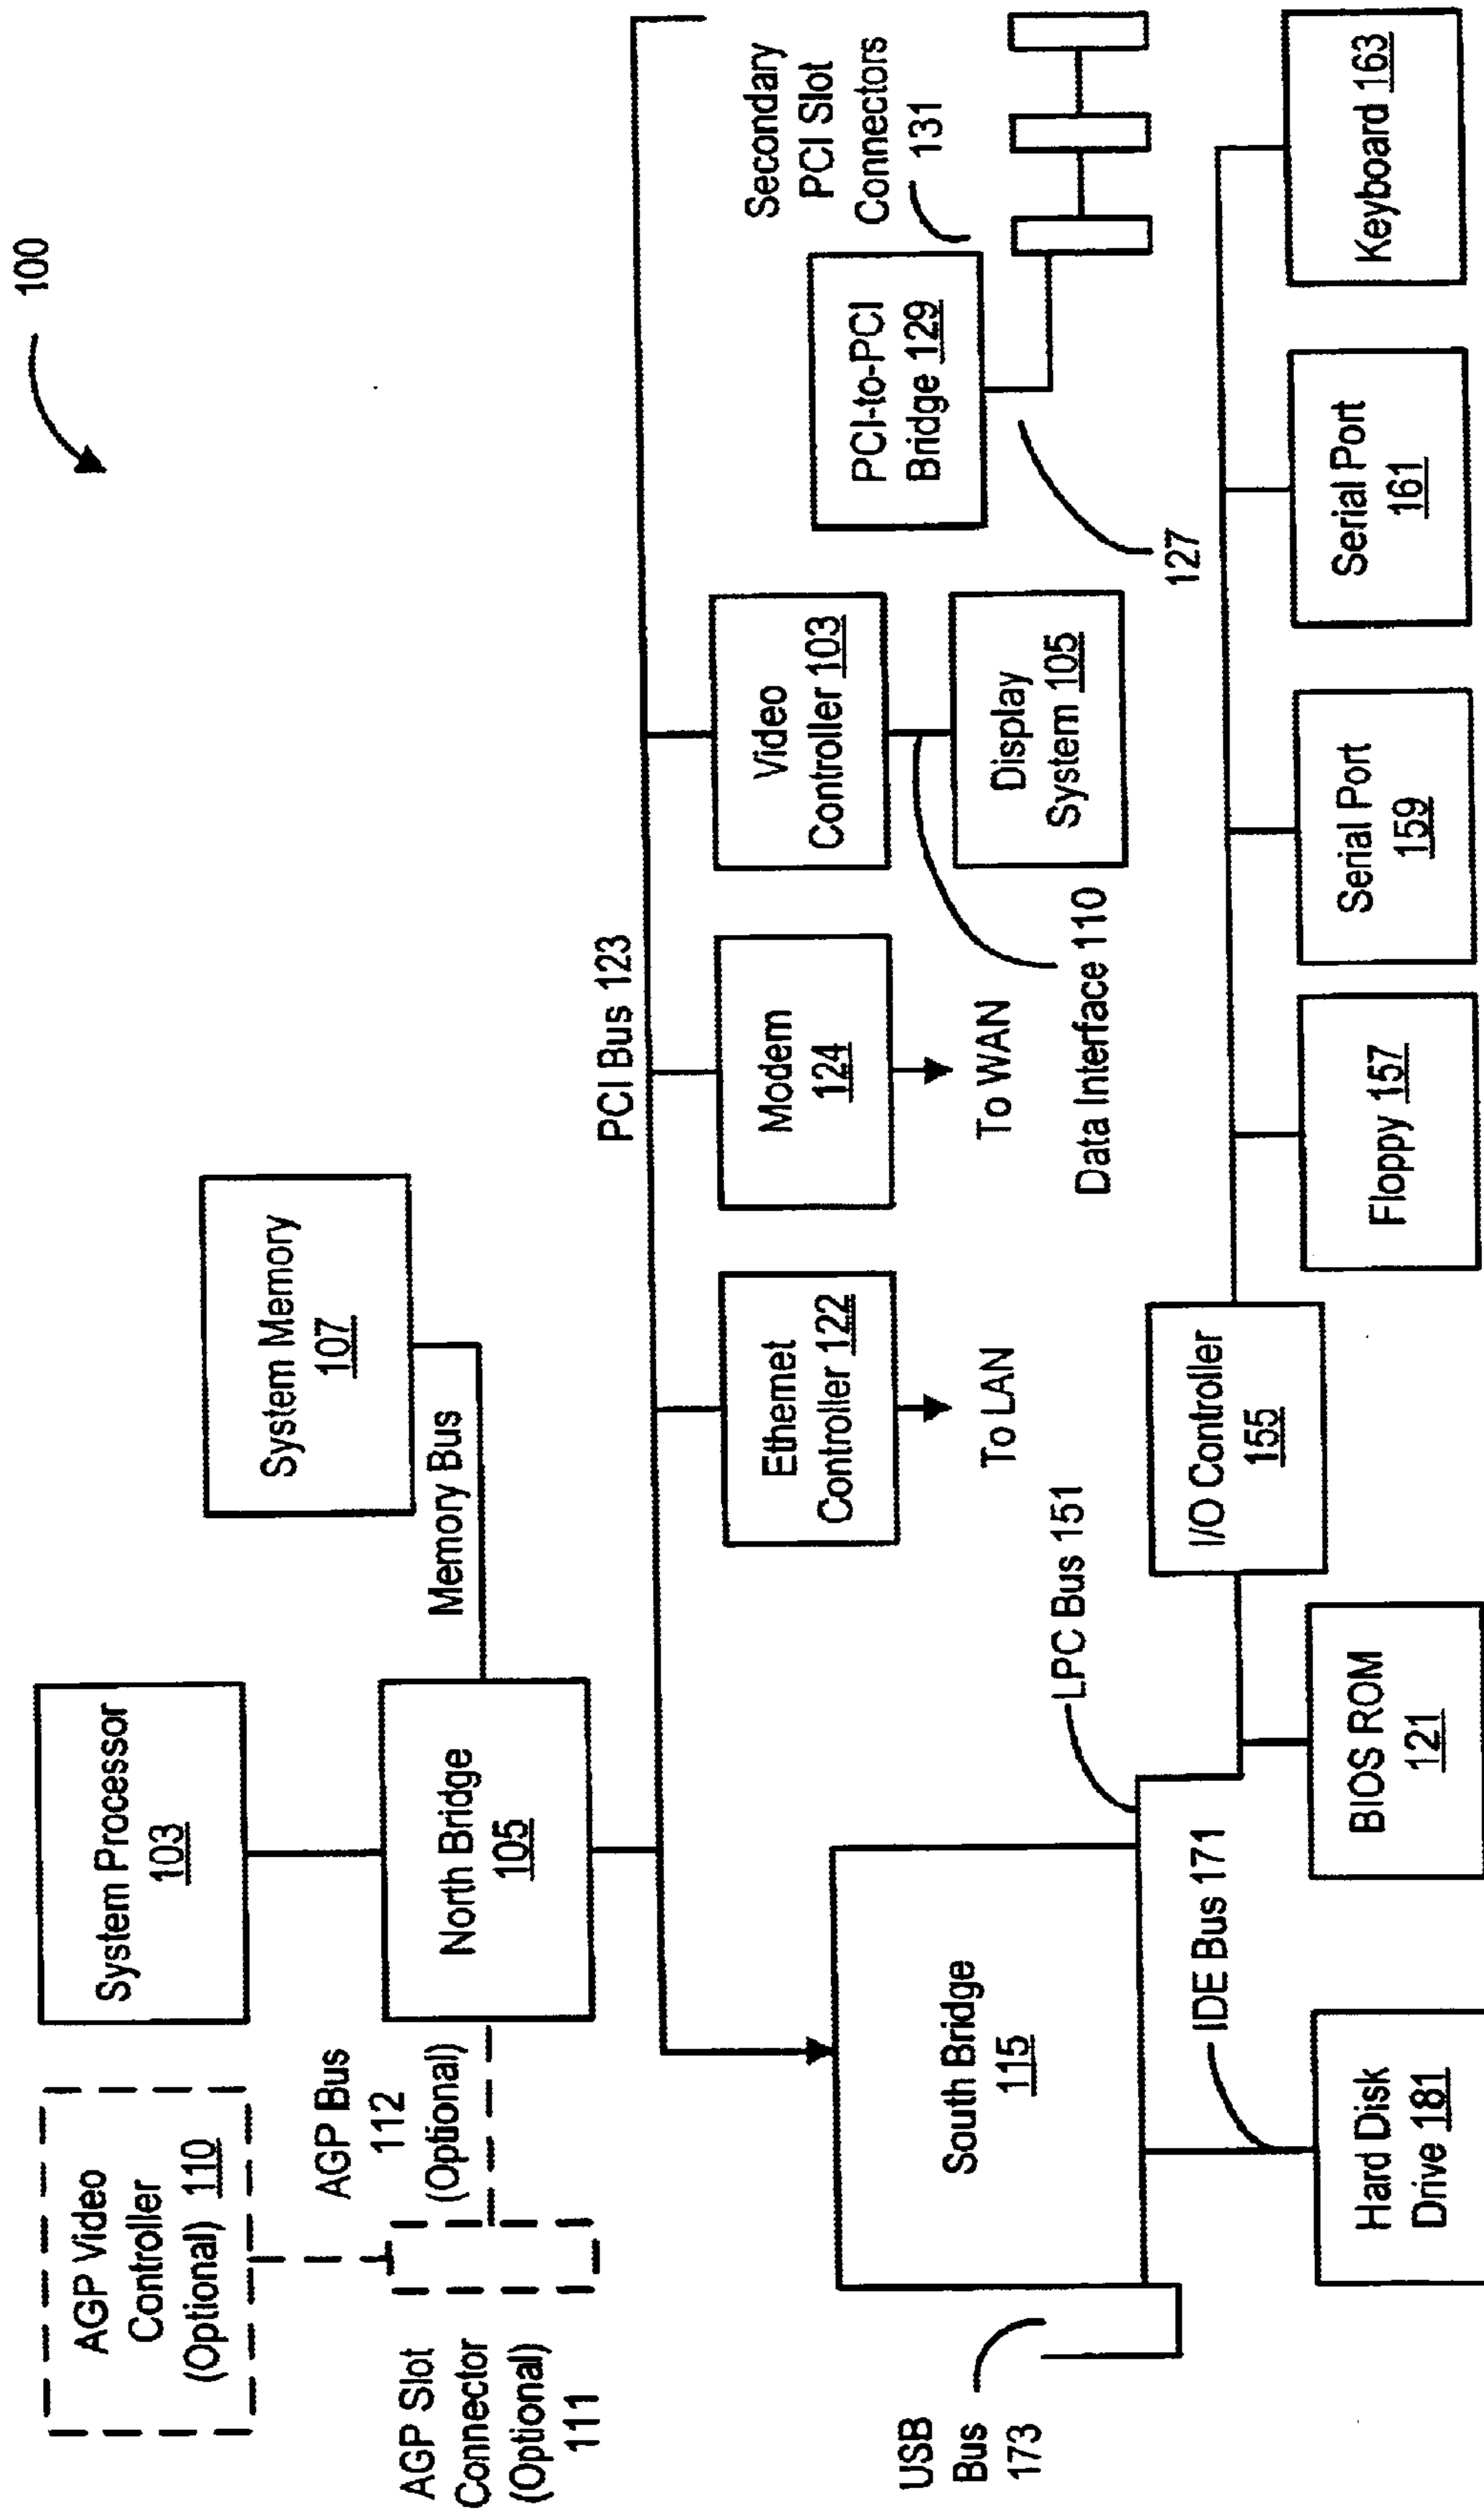 100
AGP Video
Controller
(Optional) 110
System Processor
103
System Memory
107
AGP Bus
112
(Optional)
AGP Slot
Connector
(Optional)
111
North Bridge
105
Memory Bus
PCI Bus 123
Ethernet
Controller 122
To LAN
Modem
124
To WAN
Video
Controller 103
Display
System 105
Data Interface 110
PCI-to-PCI
Bridge 129
127
Secondary
PCI Slot
Connectors
131
South Bridge
115
USB
Bus
173
LPC Bus 151
IDE Bus 171
I/O Controller
155
Hard Disk
Drive 181
BIOS ROM
121
Floppy 157
Serial Port
159
Serial Port
161
Keyboard 163